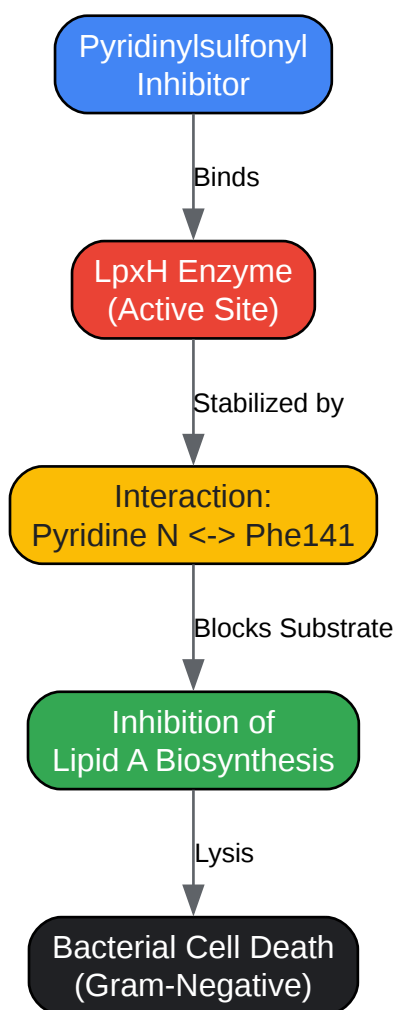 Pyridinylsulfonyl
Inhibitor
Binds
LpxH Enzyme
(Active Site)
Stabilized by
Interaction:
Pyridine N <-> Phe141
Blocks Substrate
Inhibition of
Lipid A Biosynthesis
Lysis
Bacterial Cell Death
(Gram-Negative)